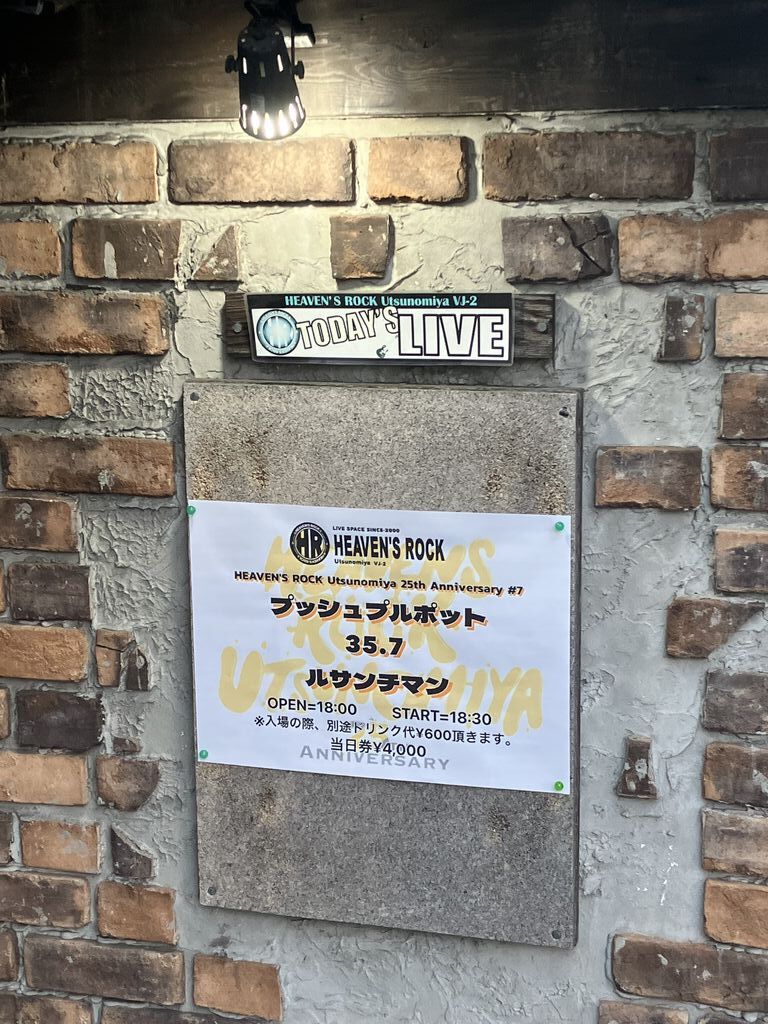 HEAVEN'S ROCK Utsunomiya VJ-2
TODAY'S LIVE
LIVE SPACE SINCE-2000
HR
HEAVEN'S ROCK
Utsunomiya VJ-2
HEAVEN'S ROCK Utsunomiya 25th Anniversary #7
プッシュプルポット
35.7
ルサンチマン
OPEN=18:00 START=18:30
※入場の際、別途ドリンク代¥600頂きます。
当日券¥4,000
HEAVENS
ROCK
UTSUNOMIYA
ANNIVERSARY